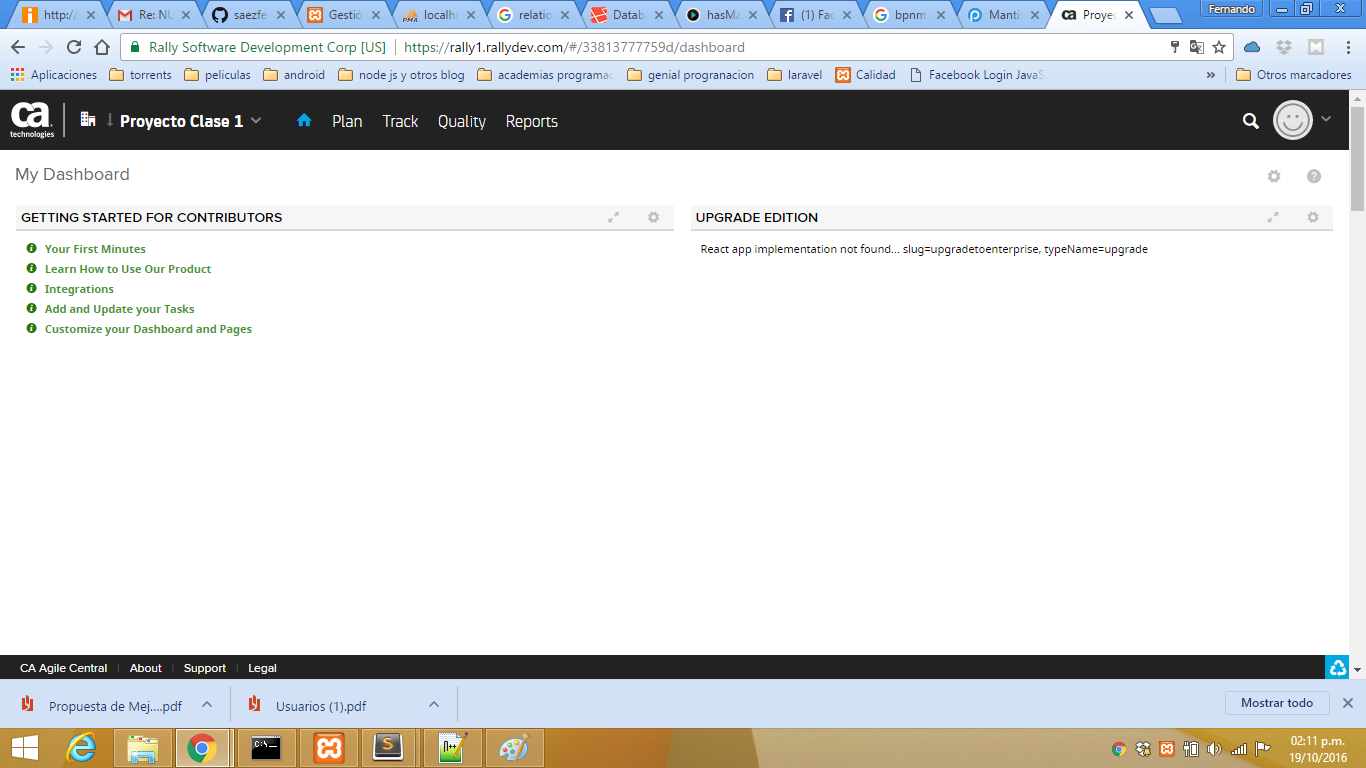 http:/
Re: NU
saezfe
Gestió
localh
relatio
Datab
hasMa
(1) Fac
bpnm
Manti
Proyec
Fernando
Rally Software Development Corp [US]
https://rally1.rallydev.com/#/33813777759d/dashboard
Aplicaciones
torrents
peliculas
android
node js y otros blog
academias programac
genial progranacion
laravel
Calidad
Facebook Login JavaS
»
Otros marcadores
ca
technologies
Proyecto Clase 1
Plan
Track
Quality
Reports
My Dashboard
GETTING STARTED FOR CONTRIBUTORS
Your First Minutes
Learn How to Use Our Product
Integrations
Add and Update your Tasks
Customize your Dashboard and Pages
UPGRADE EDITION
React app implementation not found... slug=upgradetoenterprise, typeName=upgrade
CA Agile Central
About
Support
Legal
Propuesta de Mej....pdf
Usuarios (1).pdf
Mostrar todo
02:11 p.m.
19/10/2016